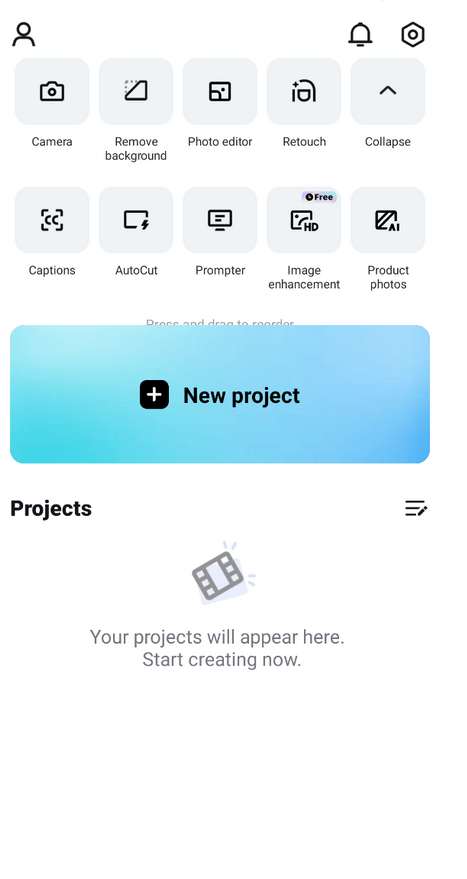 Camera
Remove
background
Photo editor
Retouch
Collapse
CC
Free
HD
AI
Captions
AutoCut
Prompter
Image
enhancement
Product
photos
Press and drag to reorder
New project
Projects
Your projects will appear here.
Start creating now.